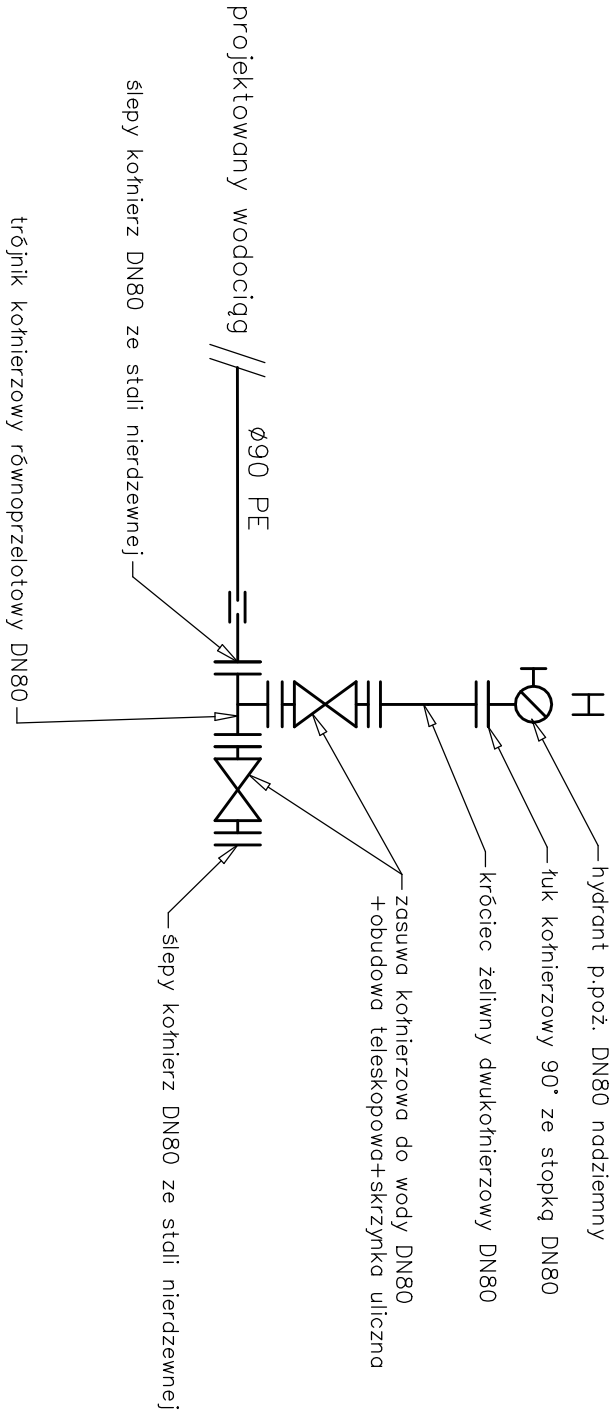 H
hydrant p.poż. DN80 nadziemny
łuk kołnierzowy 90° ze stopką DN80
króciec żeliwny dwukołnierzowy DN80
zasuwa kołnierzowa do wody DN80
+obudowa teleskopowa+skrzynka uliczna
Ø90 PE
projektowany wodociąg
ślepy kołnierz DN80 ze stali nierdzewnej
ślepy kołnierz DN80 ze stali nierdzewnej
trójnik kołnierzowy równoprzelotowy DN80